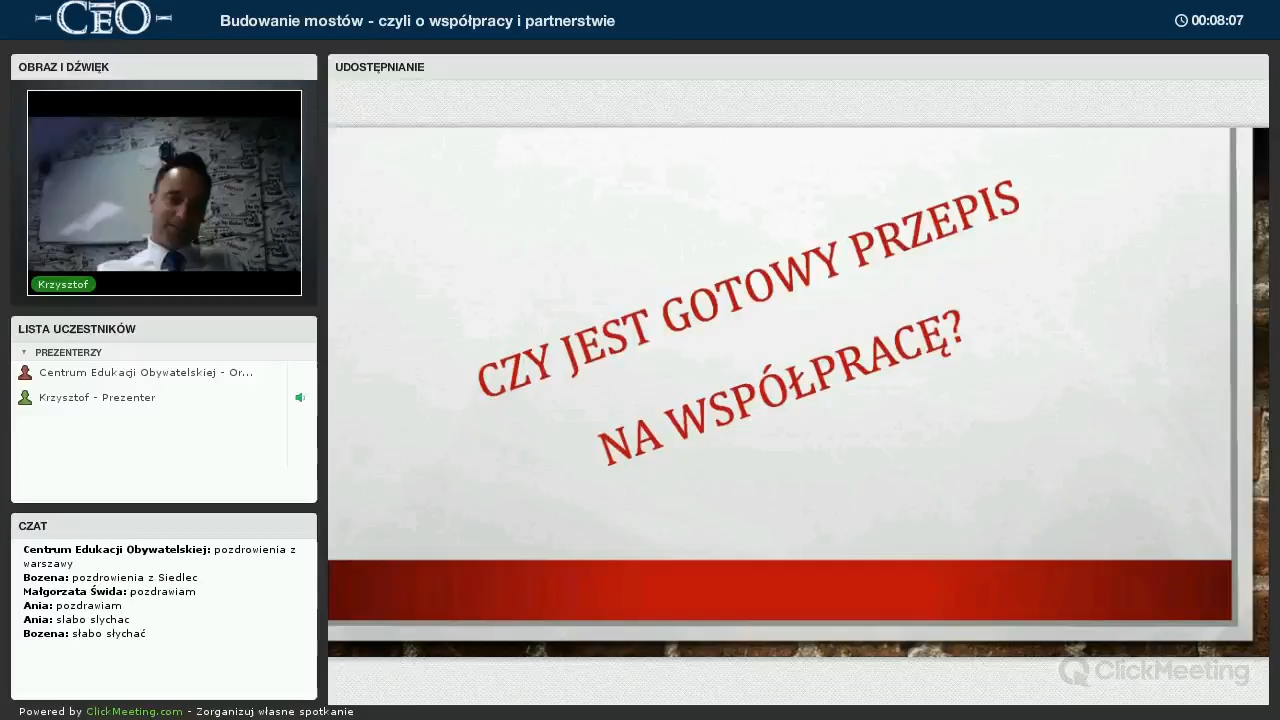 CEO
Budowanie mostów - czyli o współpracy i partnerstwie
00:08:07
OBRAZ I DŹWIĘK
Krzysztof
LISTA UCZESTNIKÓW
PREZENTERZY
Centrum Edukacji Obywatelskiej - Or...
Krzysztof - Prezenter
CZAT
Centrum Edukacji Obywatelskiej: pozdrowienia z
warszawy
Bozena: pozdrowienia z Siedlec
Małgorzata Świda: pozdrawiam
Ania: pozdrawiam
Ania: slabo slychac
Bozena: słabo słychać
UDOSTĘPNIANIE
CZY JEST GOTOWY PRZEPIS
NA WSPÓŁPRACĘ?
ClickMeeting
Powered by ClickMeeting.com - Zorganizuj własne spotkanie